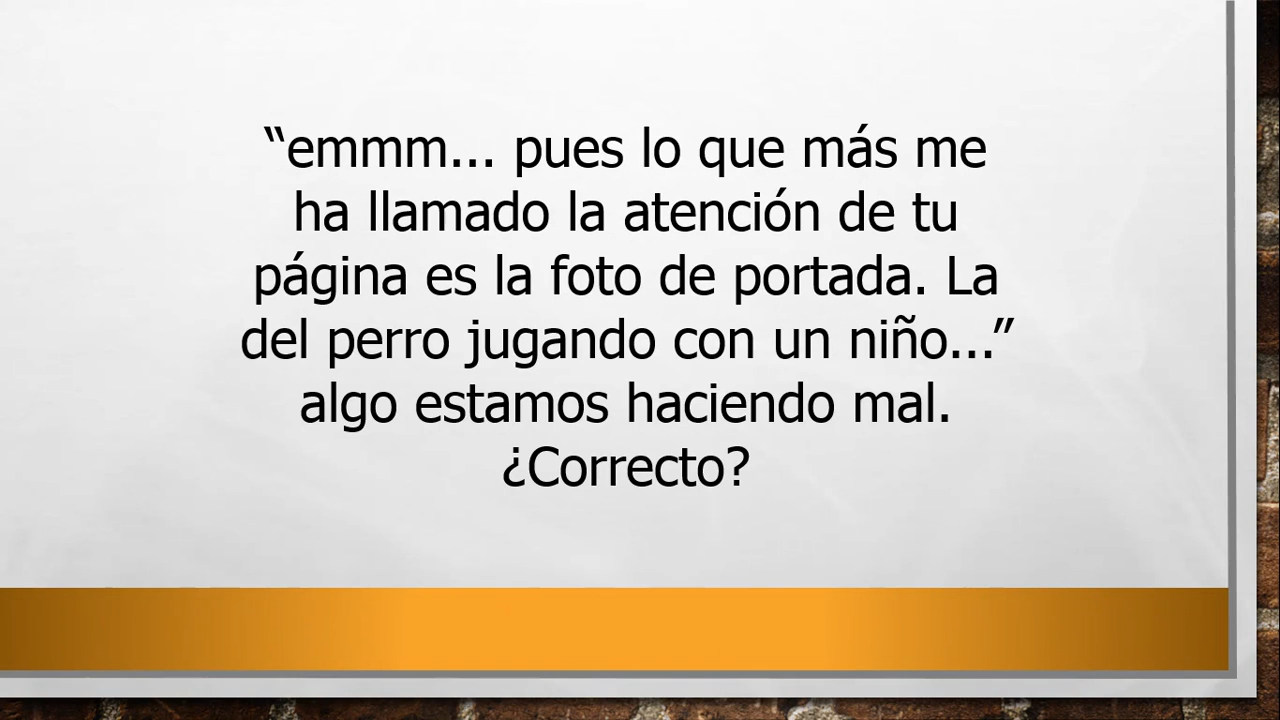 “emmm... pues lo que más me
ha llamado la atención de tu
página es la foto de portada. La
del perro jugando con un niño...”
algo estamos haciendo mal.
¿Correcto?